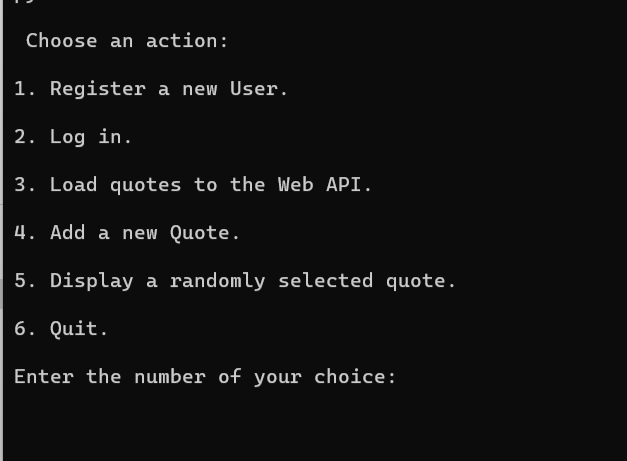 Choose an action:
1. Register a new User.
2. Log in.
3. Load quotes to the Web API.
4. Add a new Quote.
5. Display a randomly selected quote.
6. Quit.
Enter the number of your choice: